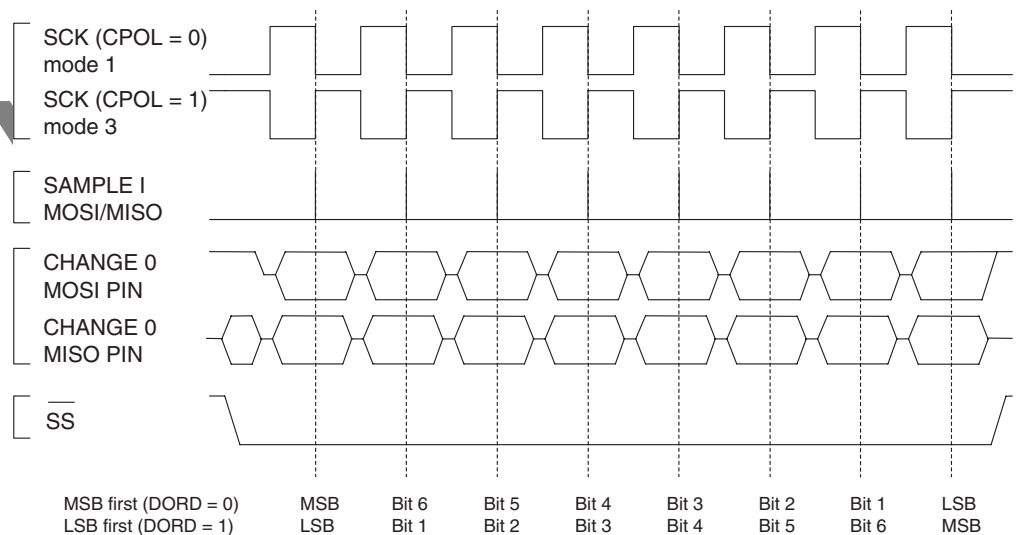 SCK (CPOL = 0)
mode 1
SCK (CPOL = 1)
mode 3
SAMPLE I
MOSI/MISO
CHANGE 0
MOSI PIN
CHANGE 0
MISO PIN
SS
MSB first (DORD = 0) MSB Bit 6 Bit 5 Bit 4 Bit 3 Bit 2 Bit 1 LSB
LSB first (DORD = 1) LSB Bit 1 Bit 2 Bit 3 Bit 4 Bit 5 Bit 6 MSB